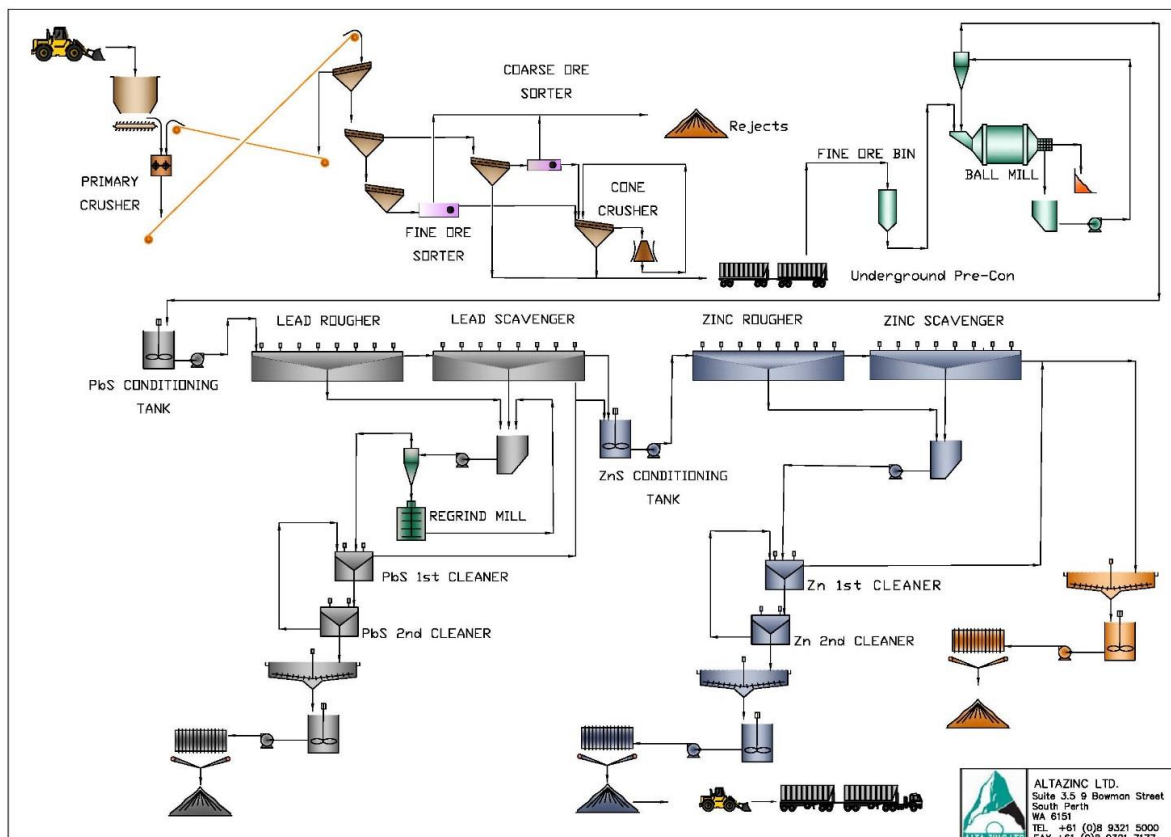 COARSE ORE
SORTER
Rejects
PRIMARY
CRUSHER
FINE ORE
SORTER
CONE
CRUSHER
FINE ORE BIN
BALL MILL
Underground Pre-Con
LEAD ROUGHER
LEAD SCAVENGER
ZINC ROUGHER
ZINC SCAVENGER
PbS CONDITIONING
TANK
ZnS CONDITIONING
TANK
REGRIND MILL
PbS 1st CLEANER
PbS 2nd CLEANER
Zn 1st CLEANER
Zn 2nd CLEANER
ALTAZINC LTD.
Suite 3.5 9 Bowman Street
South Perth
WA 6151
TEL +61 (0)8 9321 5000